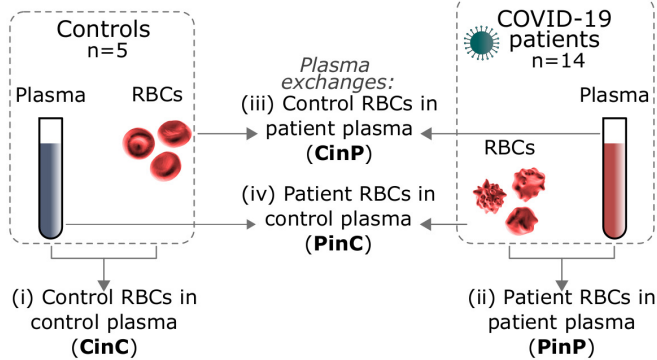 Controls
n=5
Plasma
RBCs
Plasma
exchanges:
(iii) Control RBCs in
patient plasma
(CinP)
(iv) Patient RBCs in
control plasma
(PinC)
COVID-19
patients
n=14
Plasma
RBCs
(i) Control RBCs in
control plasma
(CinC)
(ii) Patient RBCs in
patient plasma
(PinP)